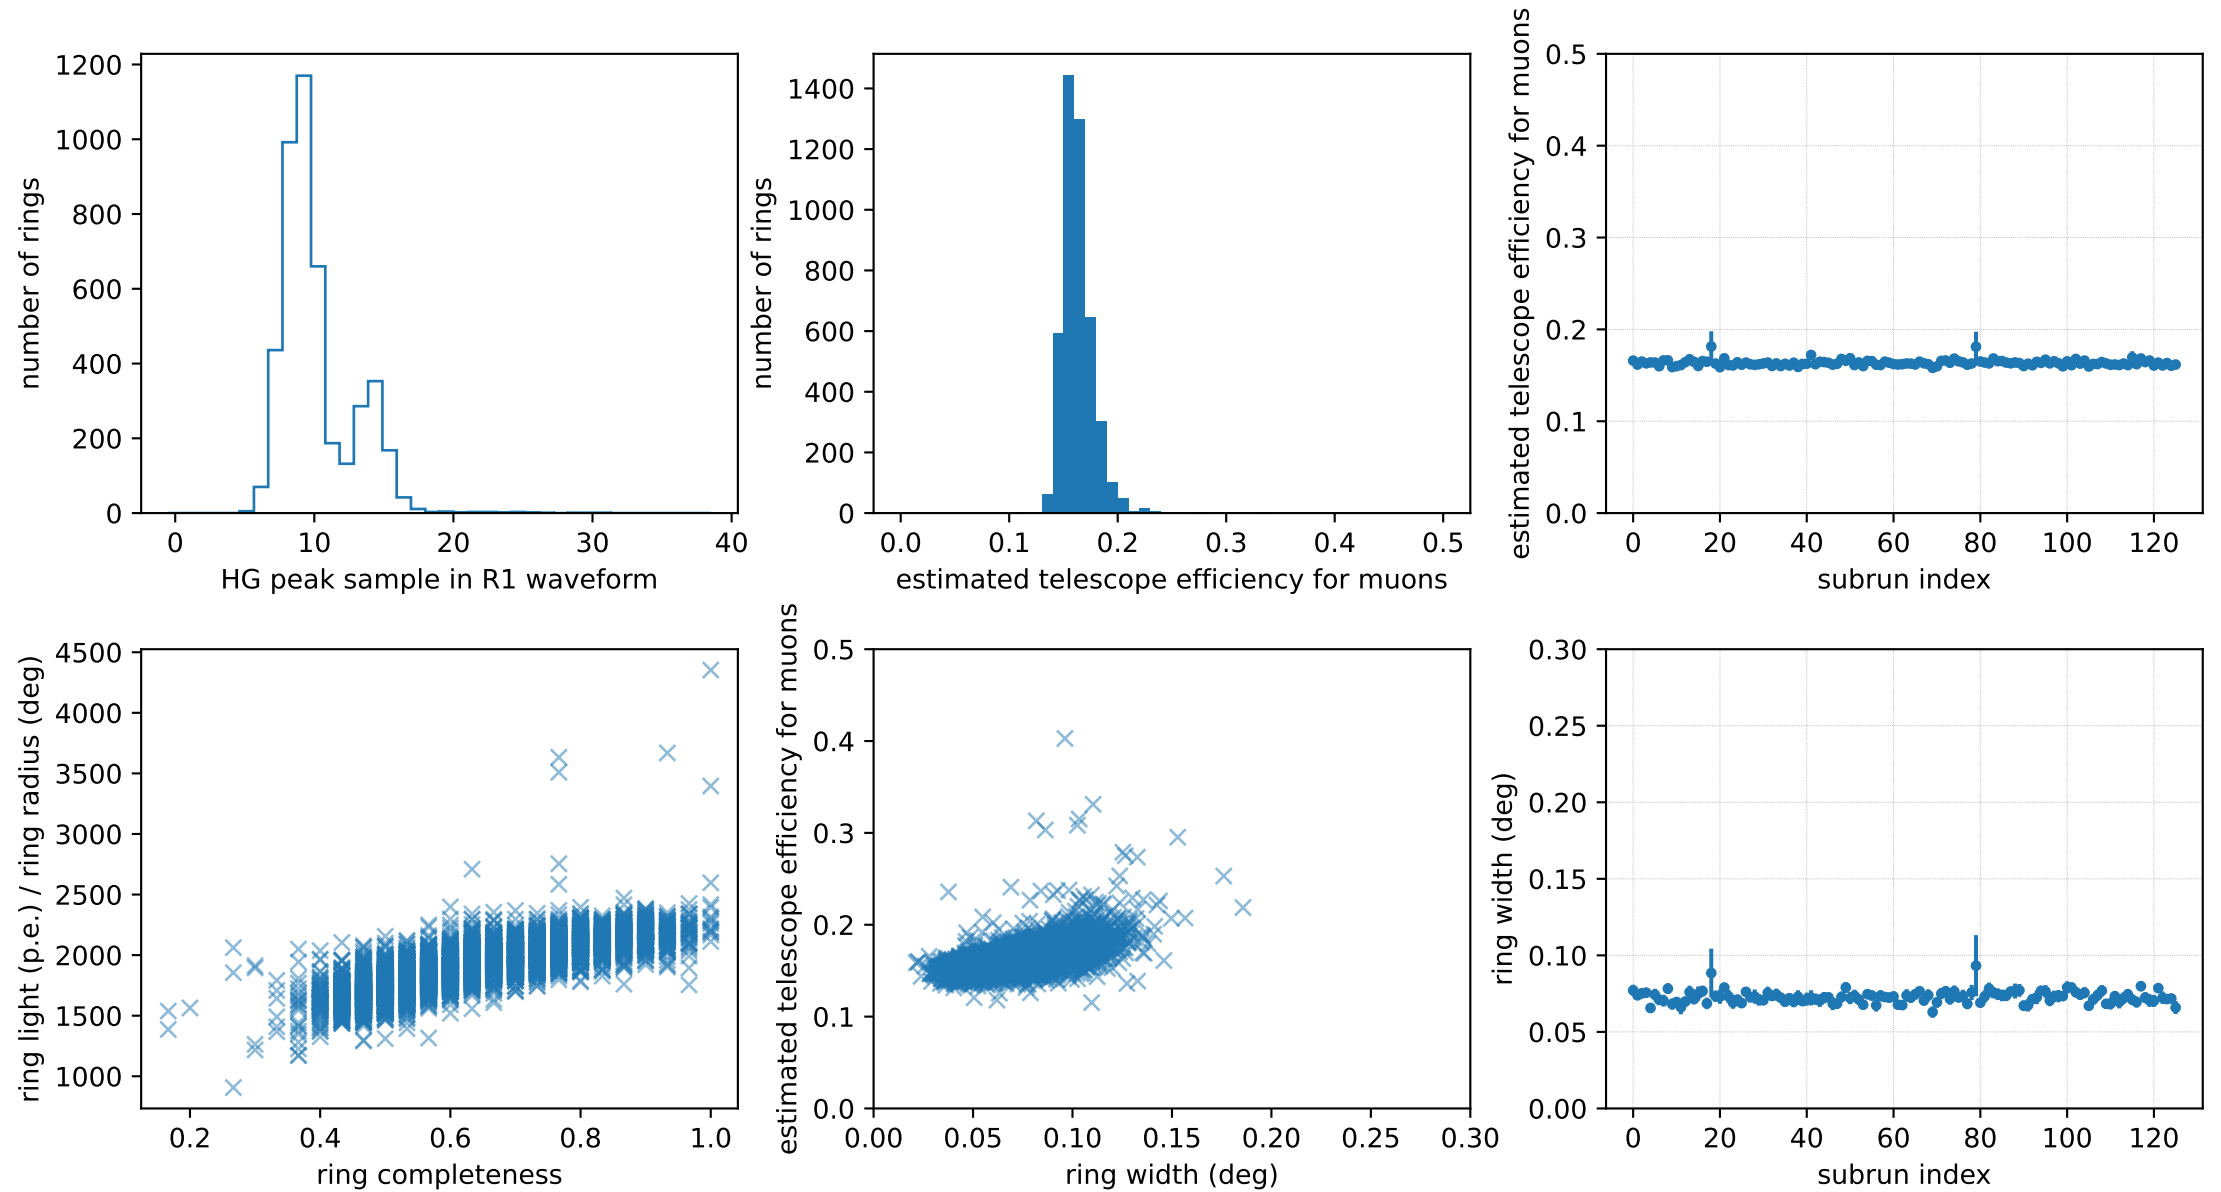 1200
1000
800
600
400
200
0
number of rings
0 10 20 30 40
HG peak sample in R1 waveform
1400
1200
1000
800
600
400
200
0
number of rings
0.0 0.1 0.2 0.3 0.4 0.5
estimated telescope efficiency for muons
0.5
0.4
0.3
0.2
0.1
0.0
estimated telescope efficiency for muons
0 20 40 60 80 100 120
subrun index
4500
4000
3500
3000
2500
2000
1500
1000
ring light (p.e.) / ring radius (deg)
0.2 0.4 0.6 0.8 1.0
ring completeness
0.5
0.4
0.3
0.2
0.1
0.0
estimated telescope efficiency for muons
0.00 0.05 0.10 0.15 0.20 0.25 0.30
ring width (deg)
0.30
0.25
0.20
0.15
0.10
0.05
0.00
ring width (deg)
0 20 40 60 80 100 120
subrun index